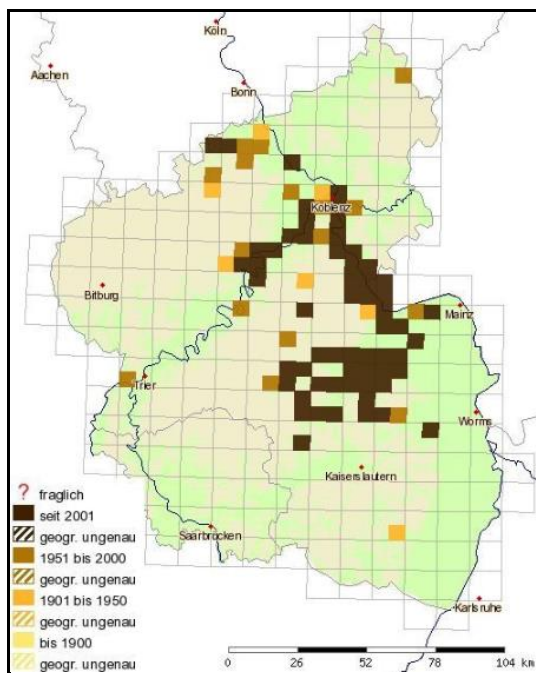 Köln
Aachen
Bonn
Koblenz
Bitburg
Mainz
Trier
Worms
Kaiserslautern
Saarbrücken
Karlsruhe
? fraglich
seit 2001
geogr. ungenau
1951 bis 2000
geogr. ungenau
1901 bis 1950
geogr. ungenau
bis 1900
geogr. ungenau
0 26 52 78 104 km